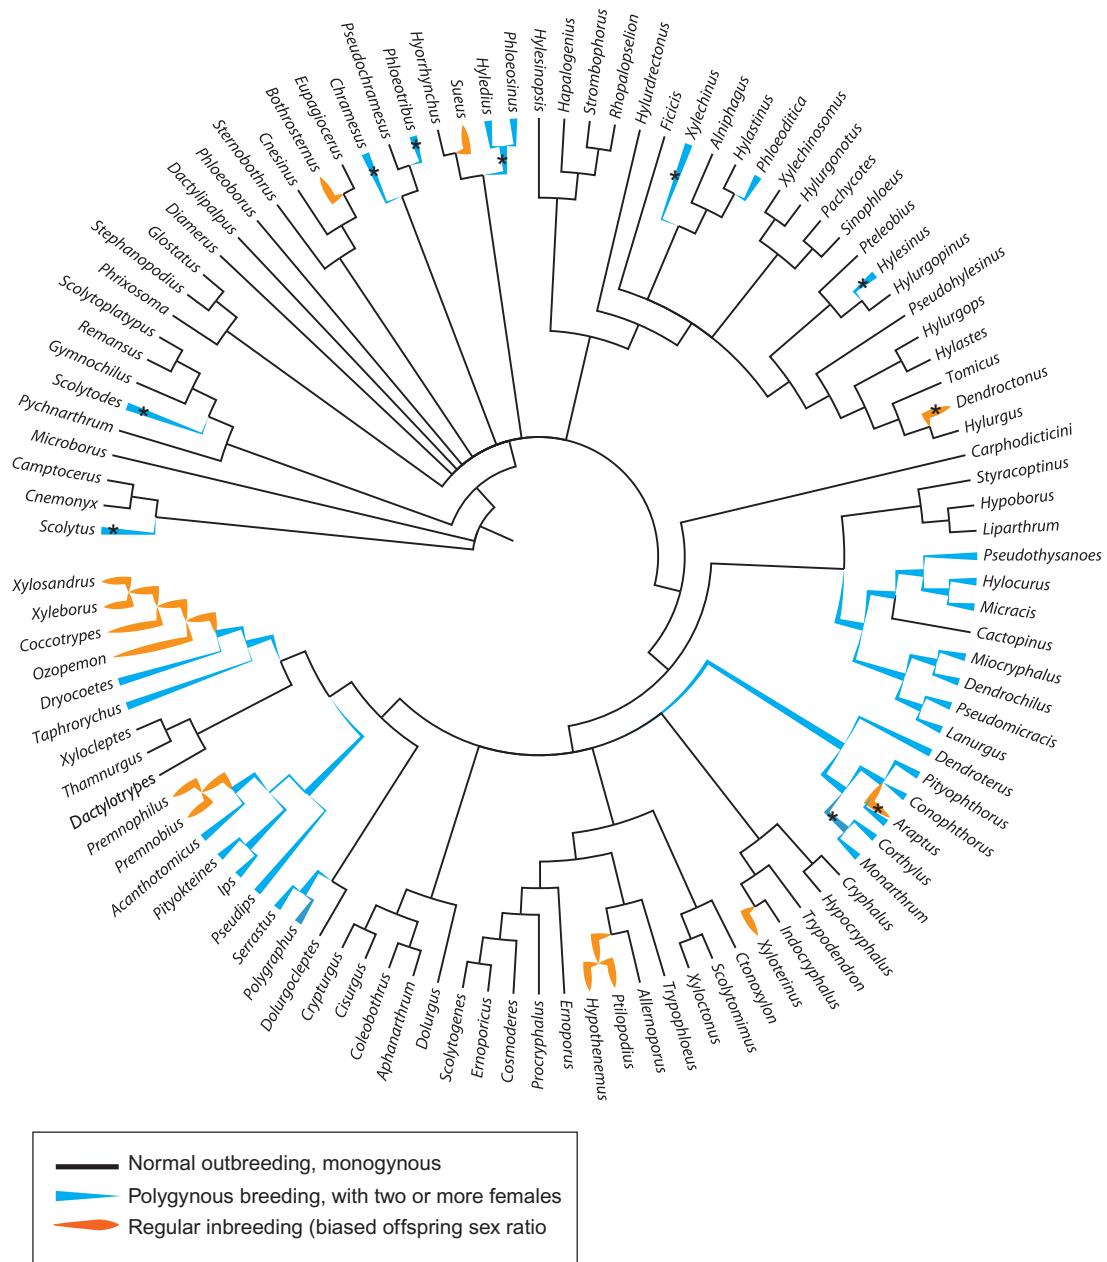 Scolytus
Cnemonyx
Camptocerus
Microborus
Pychnarthrum
Scolytodes
*
Gymnochilus
Remansus
Scolytoplatypus
Phrixosoma
Stephanopodius
Glostatus
Diamerus
Dactylipalpus
Phloeoborus
Sternobothrus
Cnesinus
Bothrosternus
Eupagiocerus
Chramesus
*
Pseudochramesus
Phloeotribus
*
Hyorrhynchus
Sueus
Hyledius
Phloeosinus
*
Hylesinopsis
Hapalogenius
Strombophorus
Rhopalopselion
Hylurdrectonus
Ficicis
Xylechinus
*
Alniphagus
Hylastinus
Phloeoditica
Xylechinosomus
Hylurgonotus
Pachycotes
Sinophloeus
Pteleobius
Hylesinus
*
Hylurgopinus
Pseudohylesinus
Hylurgops
Hylastes
Tomicus
Dendroctonus
*
Hylurgus
Carphodicticini
Styracoptinus
Hypoborus
Liparthrum
Pseudothysanoes
Hylocurus
Micracis
Cactopinus
Miocryphalus
Dendrochilus
Pseudomicracis
Lanurgus
Dendroterus
Pityophthorus
Conophthorus
Araptus
*
Corthylus
Monarthrum
*
Cryphalus
Hypocryphalus
Trypodendron
Indocryphalus
Xyloterinus
Ctonoxylon
Scolytomimus
Xyloctonus
Trypophloeus
Allernoporus
Ptilopodius
Hypothenemus
Ernoporus
Procryphalus
Cosmoderes
Ernoporicus
Scolytogenes
Dolurgus
Aphanarthrum
Coleobothrus
Cisurgus
Crypturgus
Dolurgocleptes
Polygraphus
Serrastus
Pseudips
Ips
Pityokteines
Acanthotomicus
Premnobius
Premnophilus
Dactylotrypes
Thamnurgus
Xylocleptes
Taphrorychus
Dryocoetes
Ozopemon
Coccotrypes
Xyleborus
Xylosandrus
*
Normal outbreeding, monogynous
Polygynous breeding, with two or more females
Regular inbreeding (biased offspring sex ratio